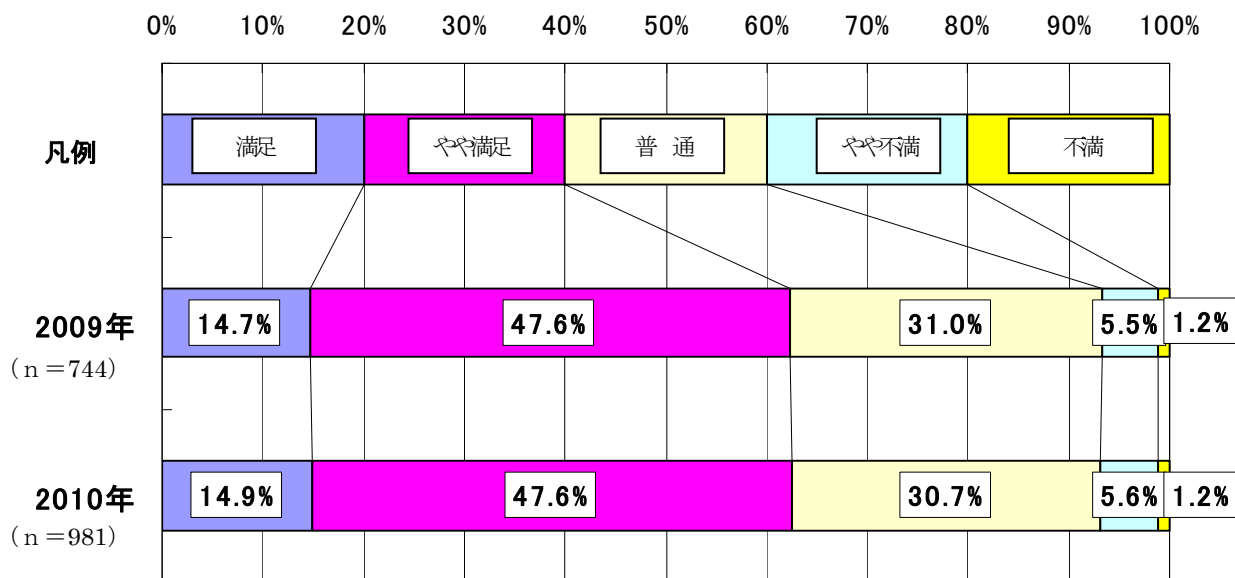 0% 10% 20% 30% 40% 50% 60% 70% 80% 90% 100%
凡例 満足 やや満足 普 通 やや不満 不満
2009年 14.7% 47.6% 31.0% 5.5% 1.2%
(n=744)
2010年 14.9% 47.6% 30.7% 5.6% 1.2%
(n=981)